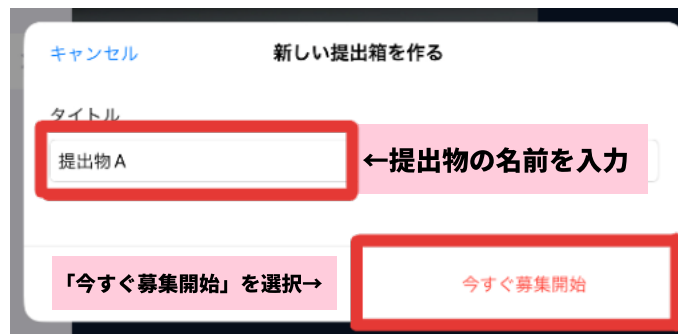 キャンセル
新しい提出箱を作る
タイトル
提出物A
←提出物の名前を入力
「今すぐ募集開始」を選択→
今すぐ募集開始